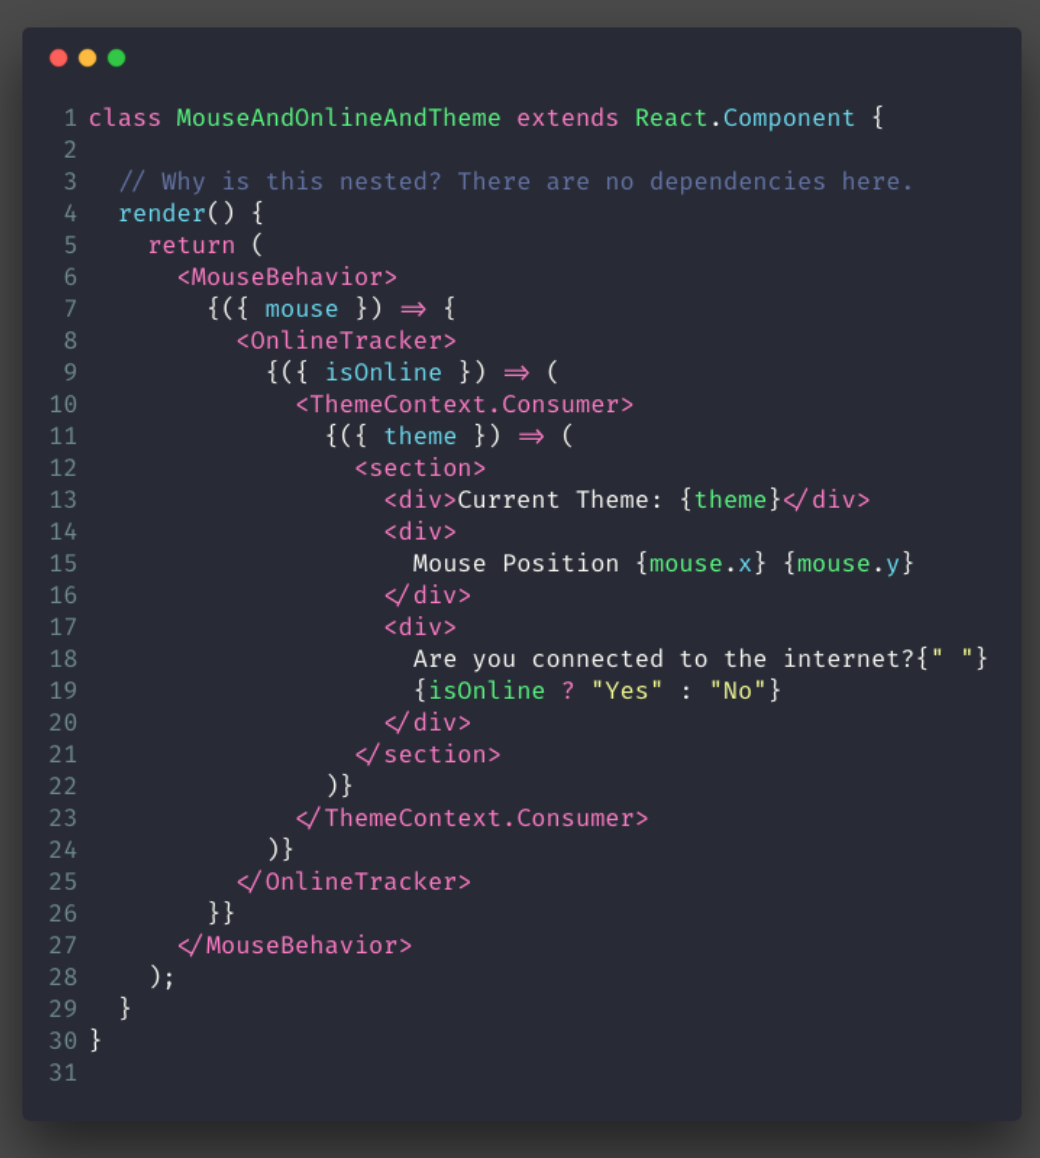 1 class MouseAndOnlineAndTheme extends React.Component {
2
3   // Why is this nested? There are no dependencies here.
4   render() {
5     return (
6       <MouseBehavior>
7         {({ mouse }) => {
8           <OnlineTracker>
9             {({ isOnline }) => (
10               <ThemeContext.Consumer>
11                 {({ theme }) => (
12                   <section>
13                     <div>Current Theme: {theme}</div>
14                     <div>
15                       Mouse Position {mouse.x} {mouse.y}
16                     </div>
17                     <div>
18                       Are you connected to the internet?{" "}
19                       {isOnline ? "Yes" : "No"}
20                     </div>
21                   </section>
22                 )}
23               </ThemeContext.Consumer>
24             )}
25           </OnlineTracker>
26         }}
27       </MouseBehavior>
28     );
29   }
30 }
31